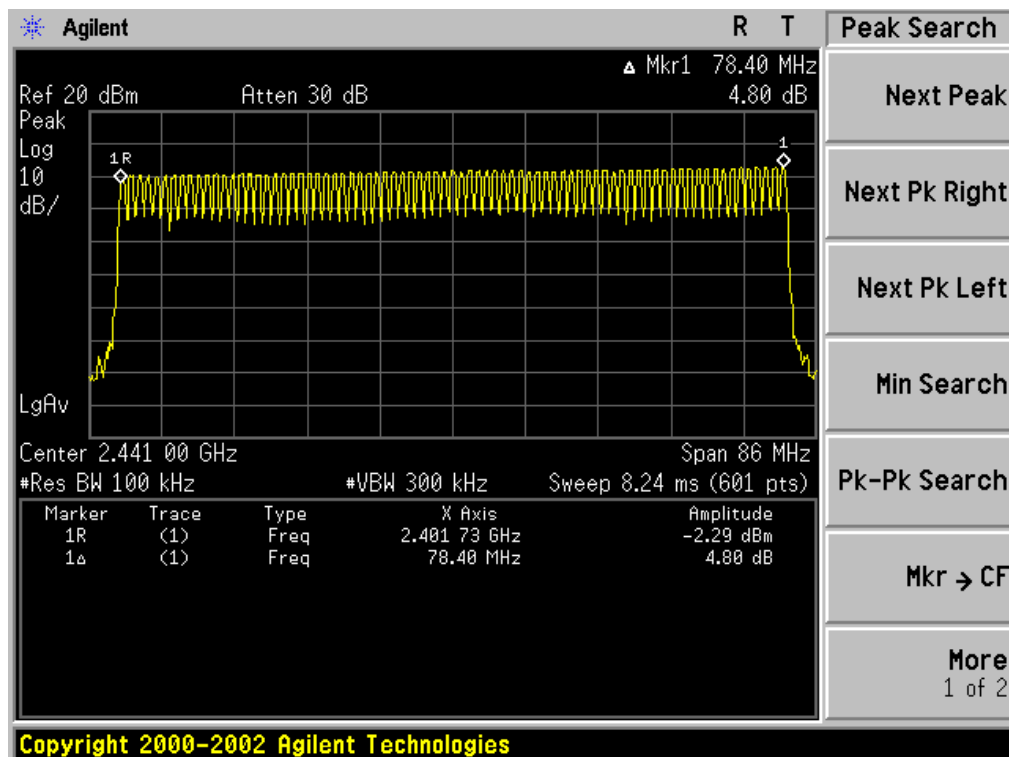 Agilent R T Peak Search
Δ Mkr1 78.40 MHz
Ref 20 dBm Atten 30 dB 4.80 dB
Peak
Log
10
dB/
1R
1
LgAv
Center 2.441 00 GHz Span 86 MHz
#Res BW 100 kHz #VBW 300 kHz Sweep 8.24 ms (601 pts)
Marker Trace Type X Axis Amplitude
1R (1) Freq 2.401 73 GHz -2.29 dBm
1Δ (1) Freq 78.40 MHz 4.80 dB
Next Peak
Next Pk Right
Next Pk Left
Min Search
Pk-Pk Search
Mkr → CF
More
1 of 2
Copyright 2000-2002 Agilent Technologies